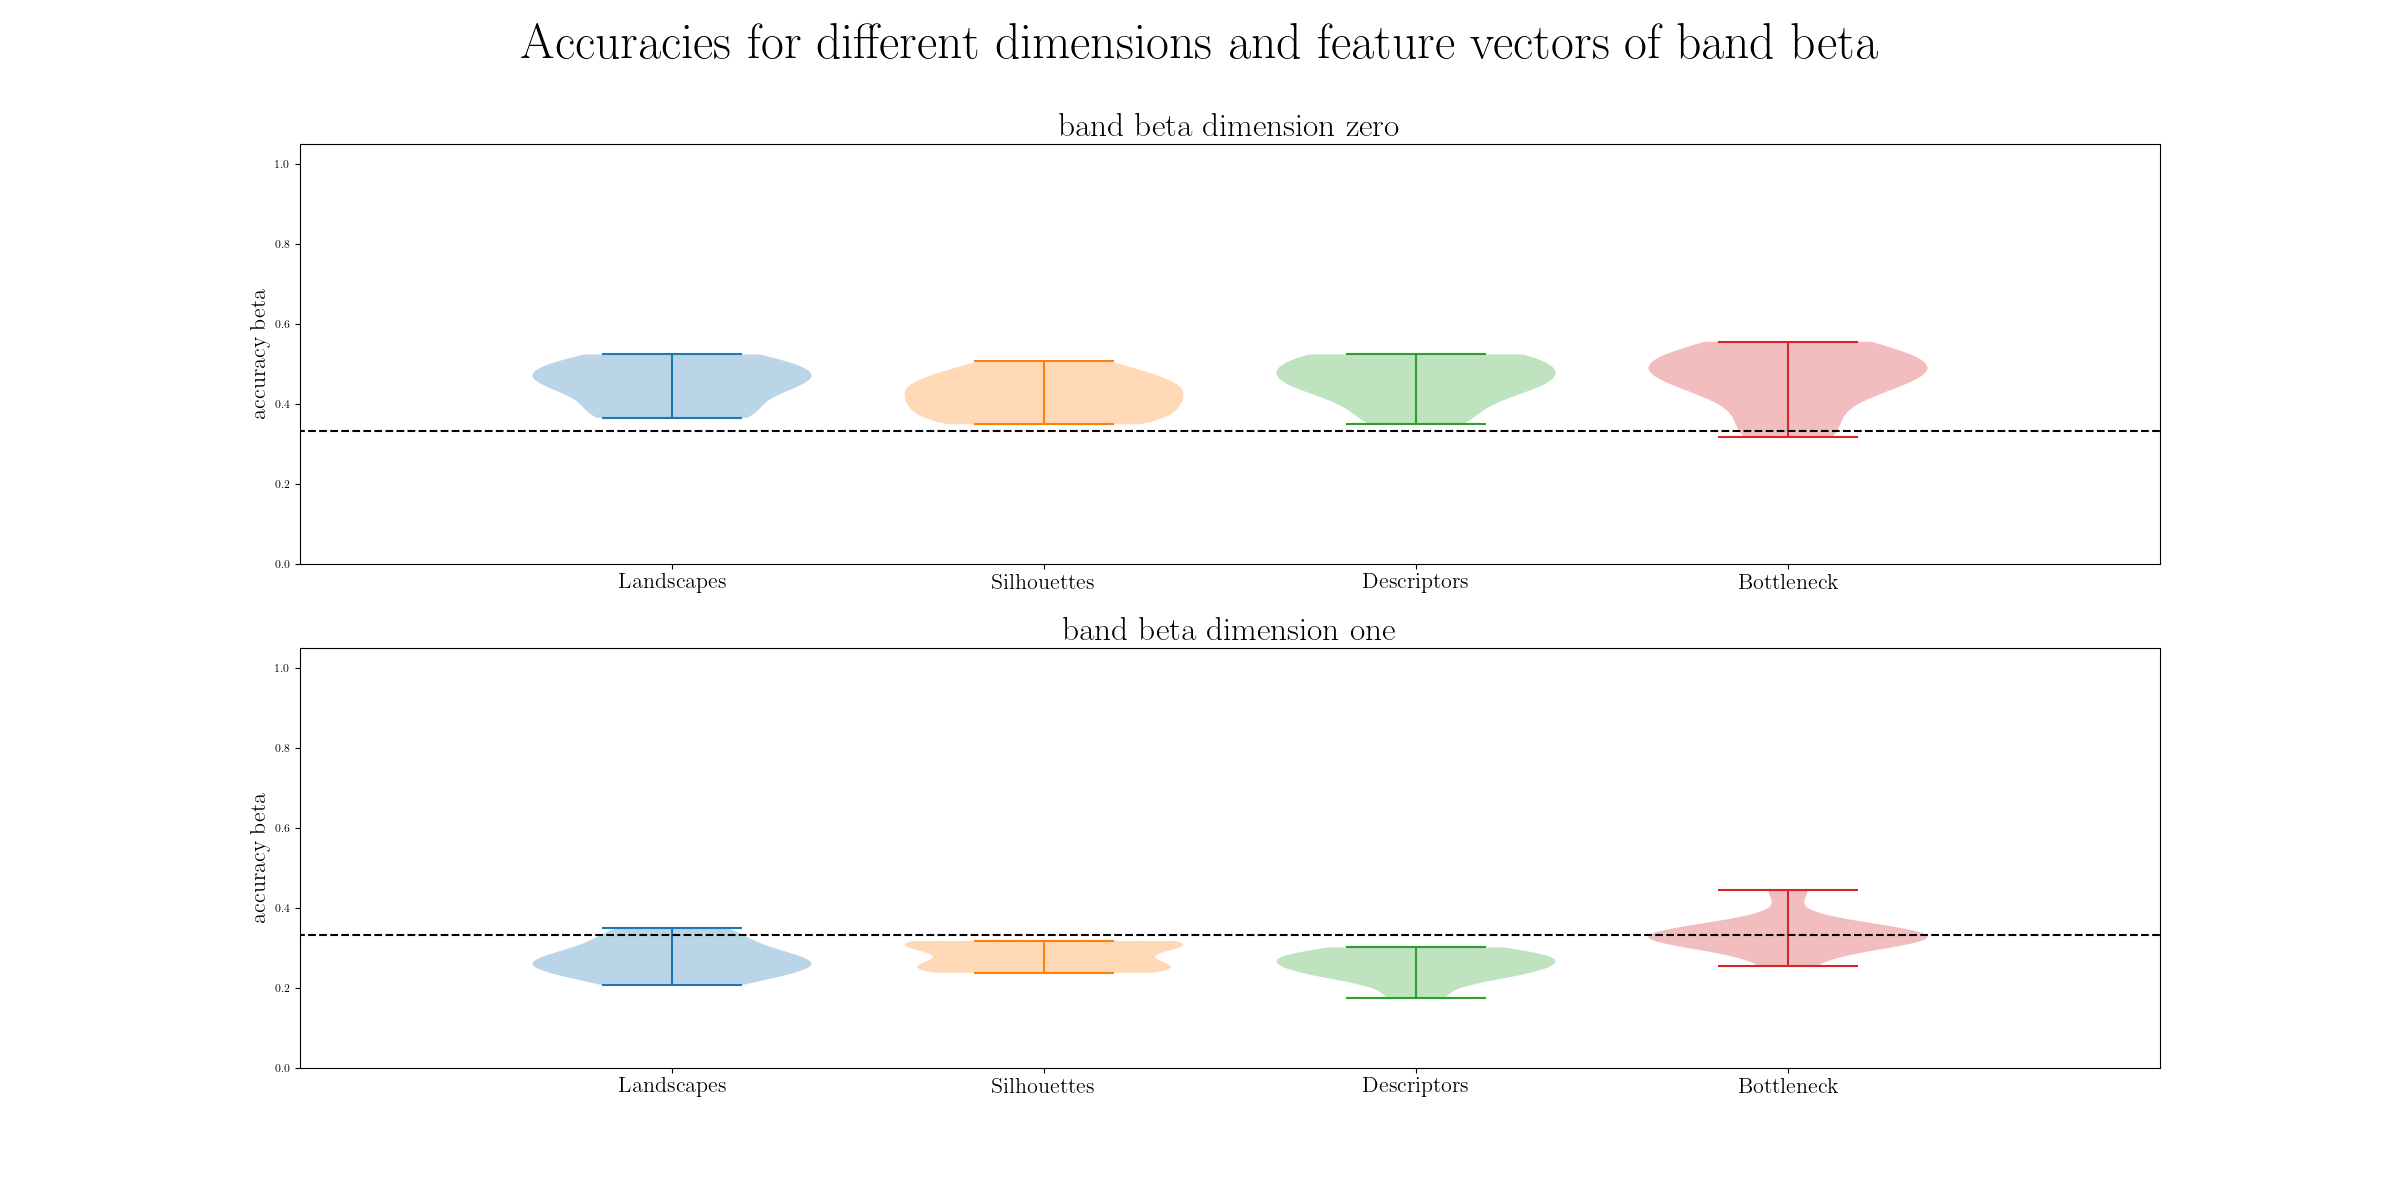 Accuracies for different dimensions and feature vectors of band beta
band beta dimension zero
accuracy beta
1.0
0.8
0.6
0.4
0.2
0.0
Landscapes Silhouettes Descriptors Bottleneck
band beta dimension one
accuracy beta
1.0
0.8
0.6
0.4
0.2
0.0
Landscapes Silhouettes Descriptors Bottleneck